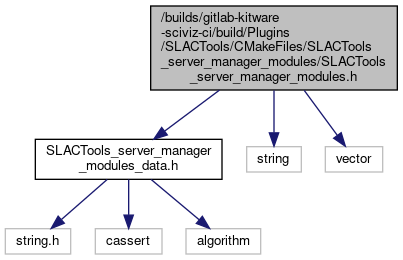 /builds/gitlab-kitware
-sciviz-ci/build/Plugins
/SLACTools/CMakeFiles/SLACTools
_server_manager_modules/SLACTools
_server_manager_modules.h
SLACTools_server_manager
_modules_data.h
string
vector
string.h
cassert
algorithm